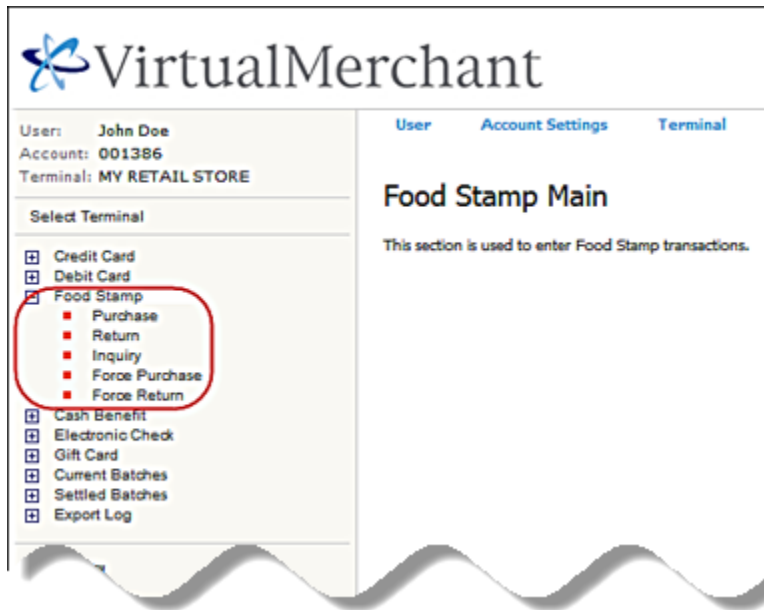 VirtualMerchant
User: John Doe
Account: 001386
Terminal: MY RETAIL STORE
Select Terminal
Credit Card
Debit Card
Food Stamp
Purchase
Return
Inquiry
Force Purchase
Force Return
Cash Benefit
Electronic Check
Gift Card
Current Batches
Settled Batches
Export Log
User Account Settings Terminal
Food Stamp Main
This section is used to enter Food Stamp transactions.